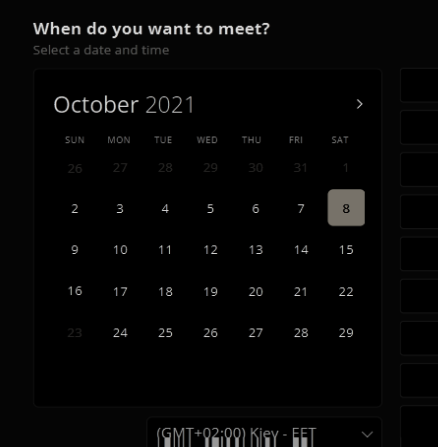 When do you want to meet?
Select a date and time
October 2021
SUN MON TUE WED THU FRI SAT
26 27 28 29 30 31 1
2 3 4 5 6 7 8
9 10 11 12 13 14 15
16 17 18 19 20 21 22
23 24 25 26 27 28 29
(GMT+02:00) Kiev - EET